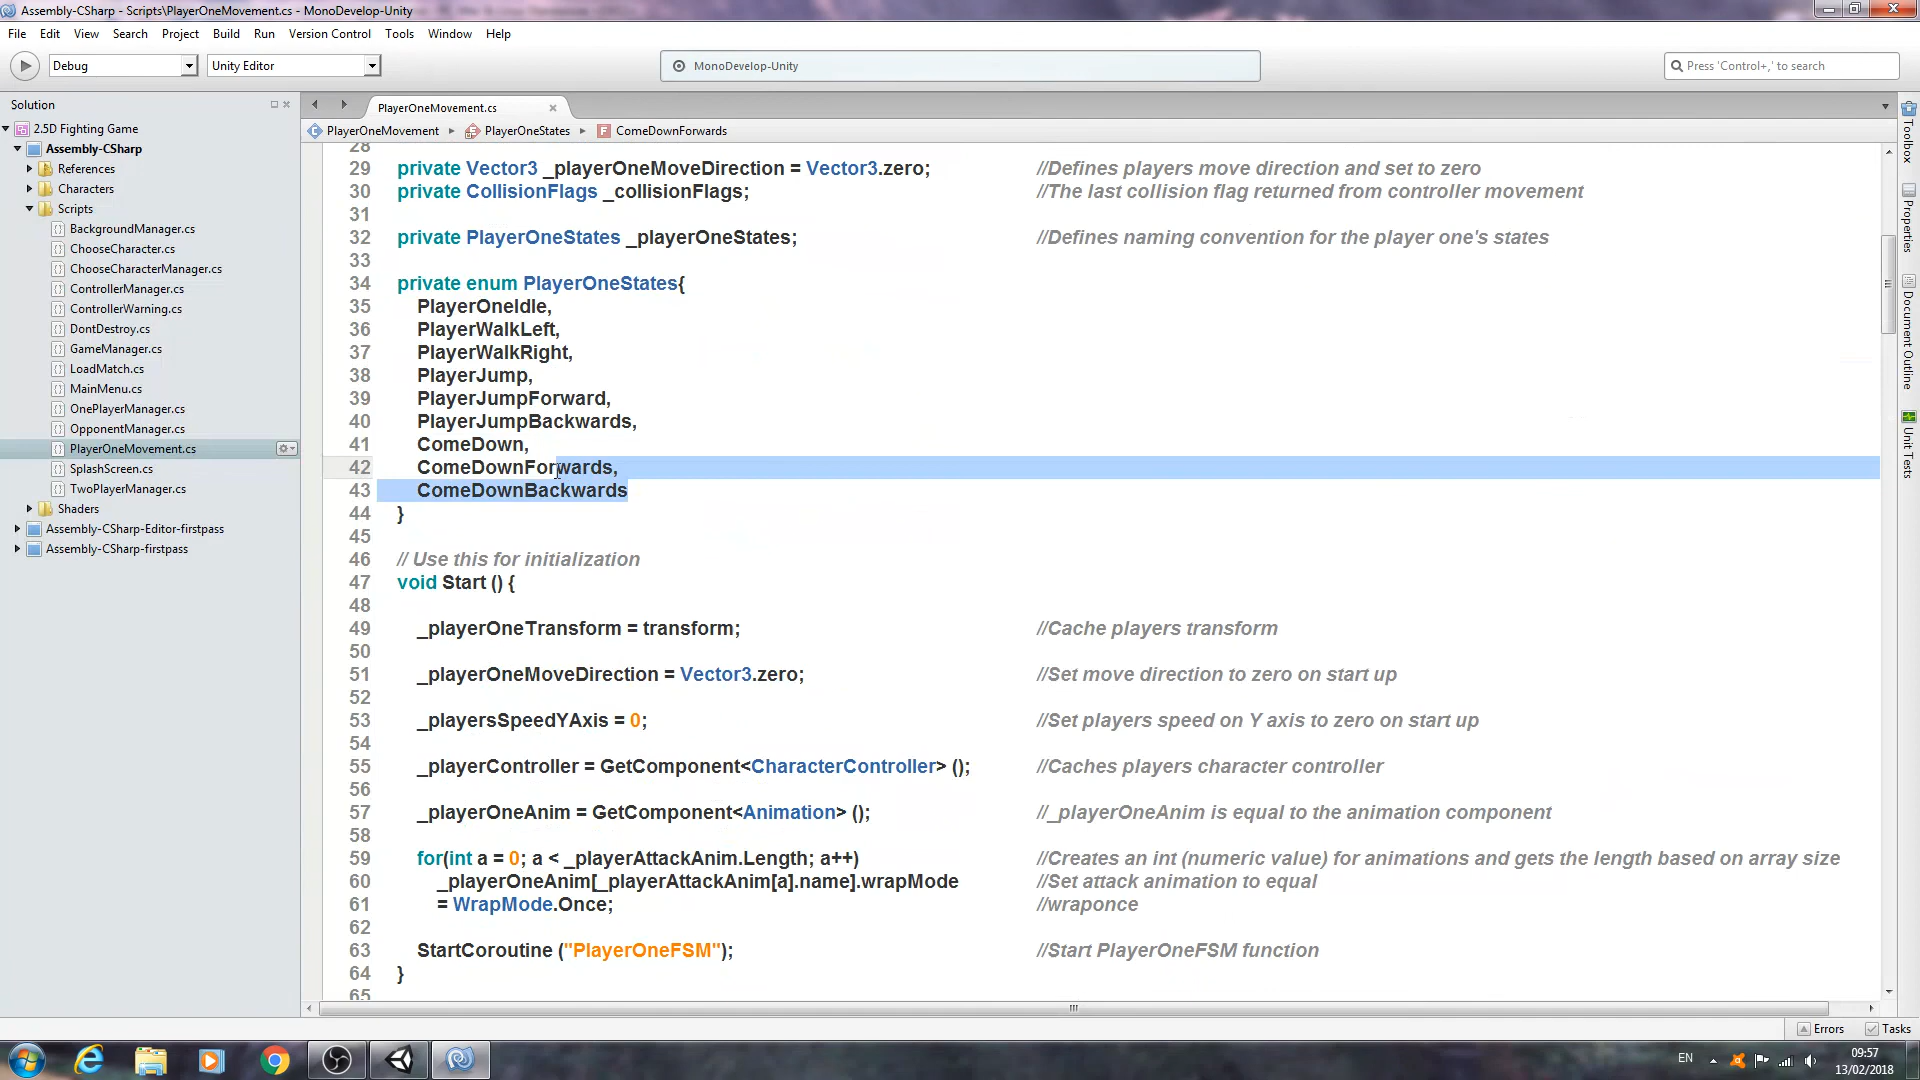 Assembly-CSharp - Scripts\PlayerOneMovement.cs - MonoDevelop-Unity
File Edit View Search Project Build Run Version Control Tools Window Help
Debug Unity Editor MonoDevelop-Unity Press 'Control+,' to search
Solution
2.5D Fighting Game
Assembly-CSharp
References
Characters
Scripts
BackgroundManager.cs
ChooseCharacter.cs
ChooseCharacterManager.cs
ControllerManager.cs
ControllerWarning.cs
DontDestroy.cs
GameManager.cs
LoadMatch.cs
MainMenu.cs
OnePlayerManager.cs
OpponentManager.cs
PlayerOneMovement.cs
SplashScreen.cs
TwoPlayerManager.cs
Shaders
Assembly-CSharp-Editor-firstpass
Assembly-CSharp-firstpass
PlayerOneMovement.cs
PlayerOneMovement PlayerOneStates ComeDownForwards
28
29 private Vector3 _playerOneMoveDirection = Vector3.zero; //Defines players move direction and set to zero
30 private CollisionFlags _collisionFlags; //The last collision flag returned from controller movement
31
32 private PlayerOneStates _playerOneStates; //Defines naming convention for the player one's states
33
34 private enum PlayerOneStates{
35 PlayerOneIdle,
36 PlayerWalkLeft,
37 PlayerWalkRight,
38 PlayerJump,
39 PlayerJumpForward,
40 PlayerJumpBackwards,
41 ComeDown,
42 ComeDownForwards,
43 ComeDownBackwards
44 }
45
46 // Use this for initialization
47 void Start () {
48
49 _playerOneTransform = transform; //Cache players transform
50
51 _playerOneMoveDirection = Vector3.zero; //Set move direction to zero on start up
52
53 _playersSpeedYAxis = 0; //Set players speed on Y axis to zero on start up
54
55 _playerController = GetComponent<CharacterController> (); //Caches players character controller
56
57 _playerOneAnim = GetComponent<Animation> (); //_playerOneAnim is equal to the animation component
58
59 for(int a = 0; a < _playerAttackAnim.Length; a++) //Creates an int (numeric value) for animations and gets the length based on array size
60 _playerOneAnim[_playerAttackAnim[a].name].wrapMode //Set attack animation to equal
61 = WrapMode.Once; //wraponce
62
63 StartCoroutine ("PlayerOneFSM"); //Start PlayerOneFSM function
64 }
65
Toolbox
Properties
Document Outline
Unit Tests
Errors Tasks
EN
09:57
13/02/2018